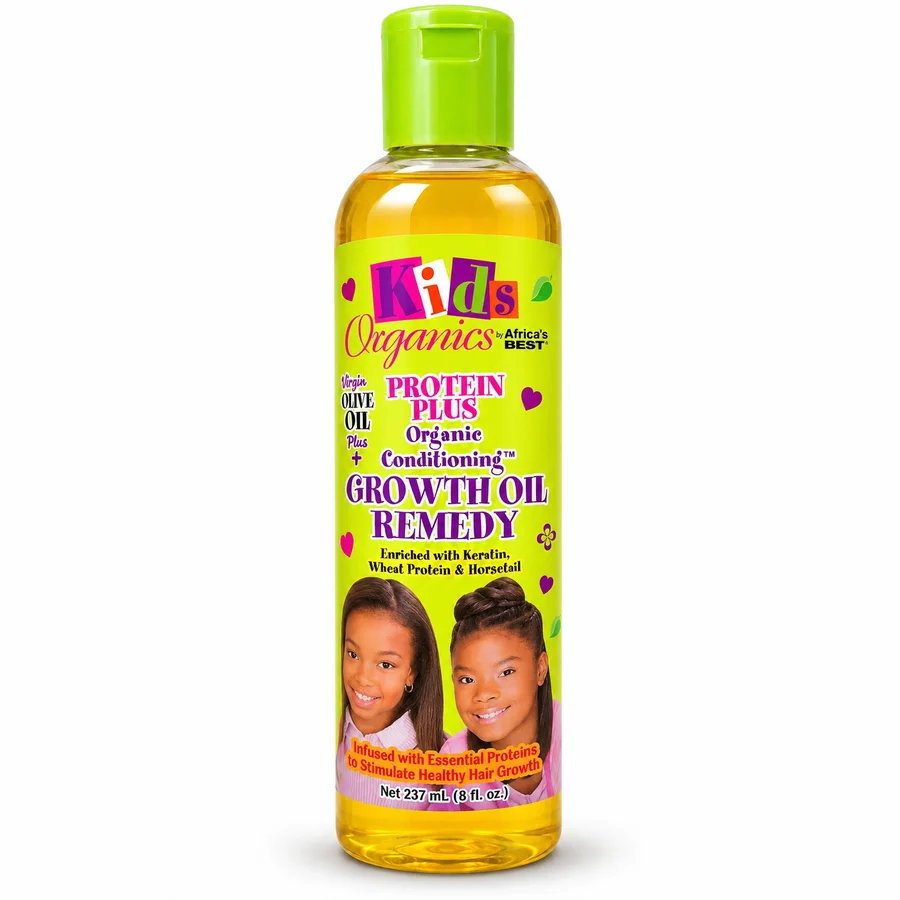 Kids
Organics by Africa's
BEST®
Virgin
OLIVE
OIL
Plus
+
PROTEIN
PLUS
Organic
Conditioning™
GROWTH OIL
REMEDY
Enriched with Keratin,
Wheat Protein & Horsetail
Infused with Essential Proteins
to Stimulate Healthy Hair Growth
Net 237 mL (8 fl. oz.)